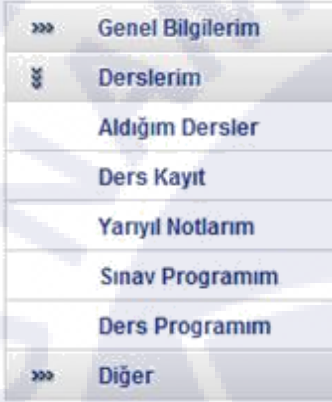 Genel Bilgilerim
Derslerim
Aldığım Dersler
Ders Kayıt
Yarıyıl Notlarım
Sınav Programım
Ders Programım
Diğer